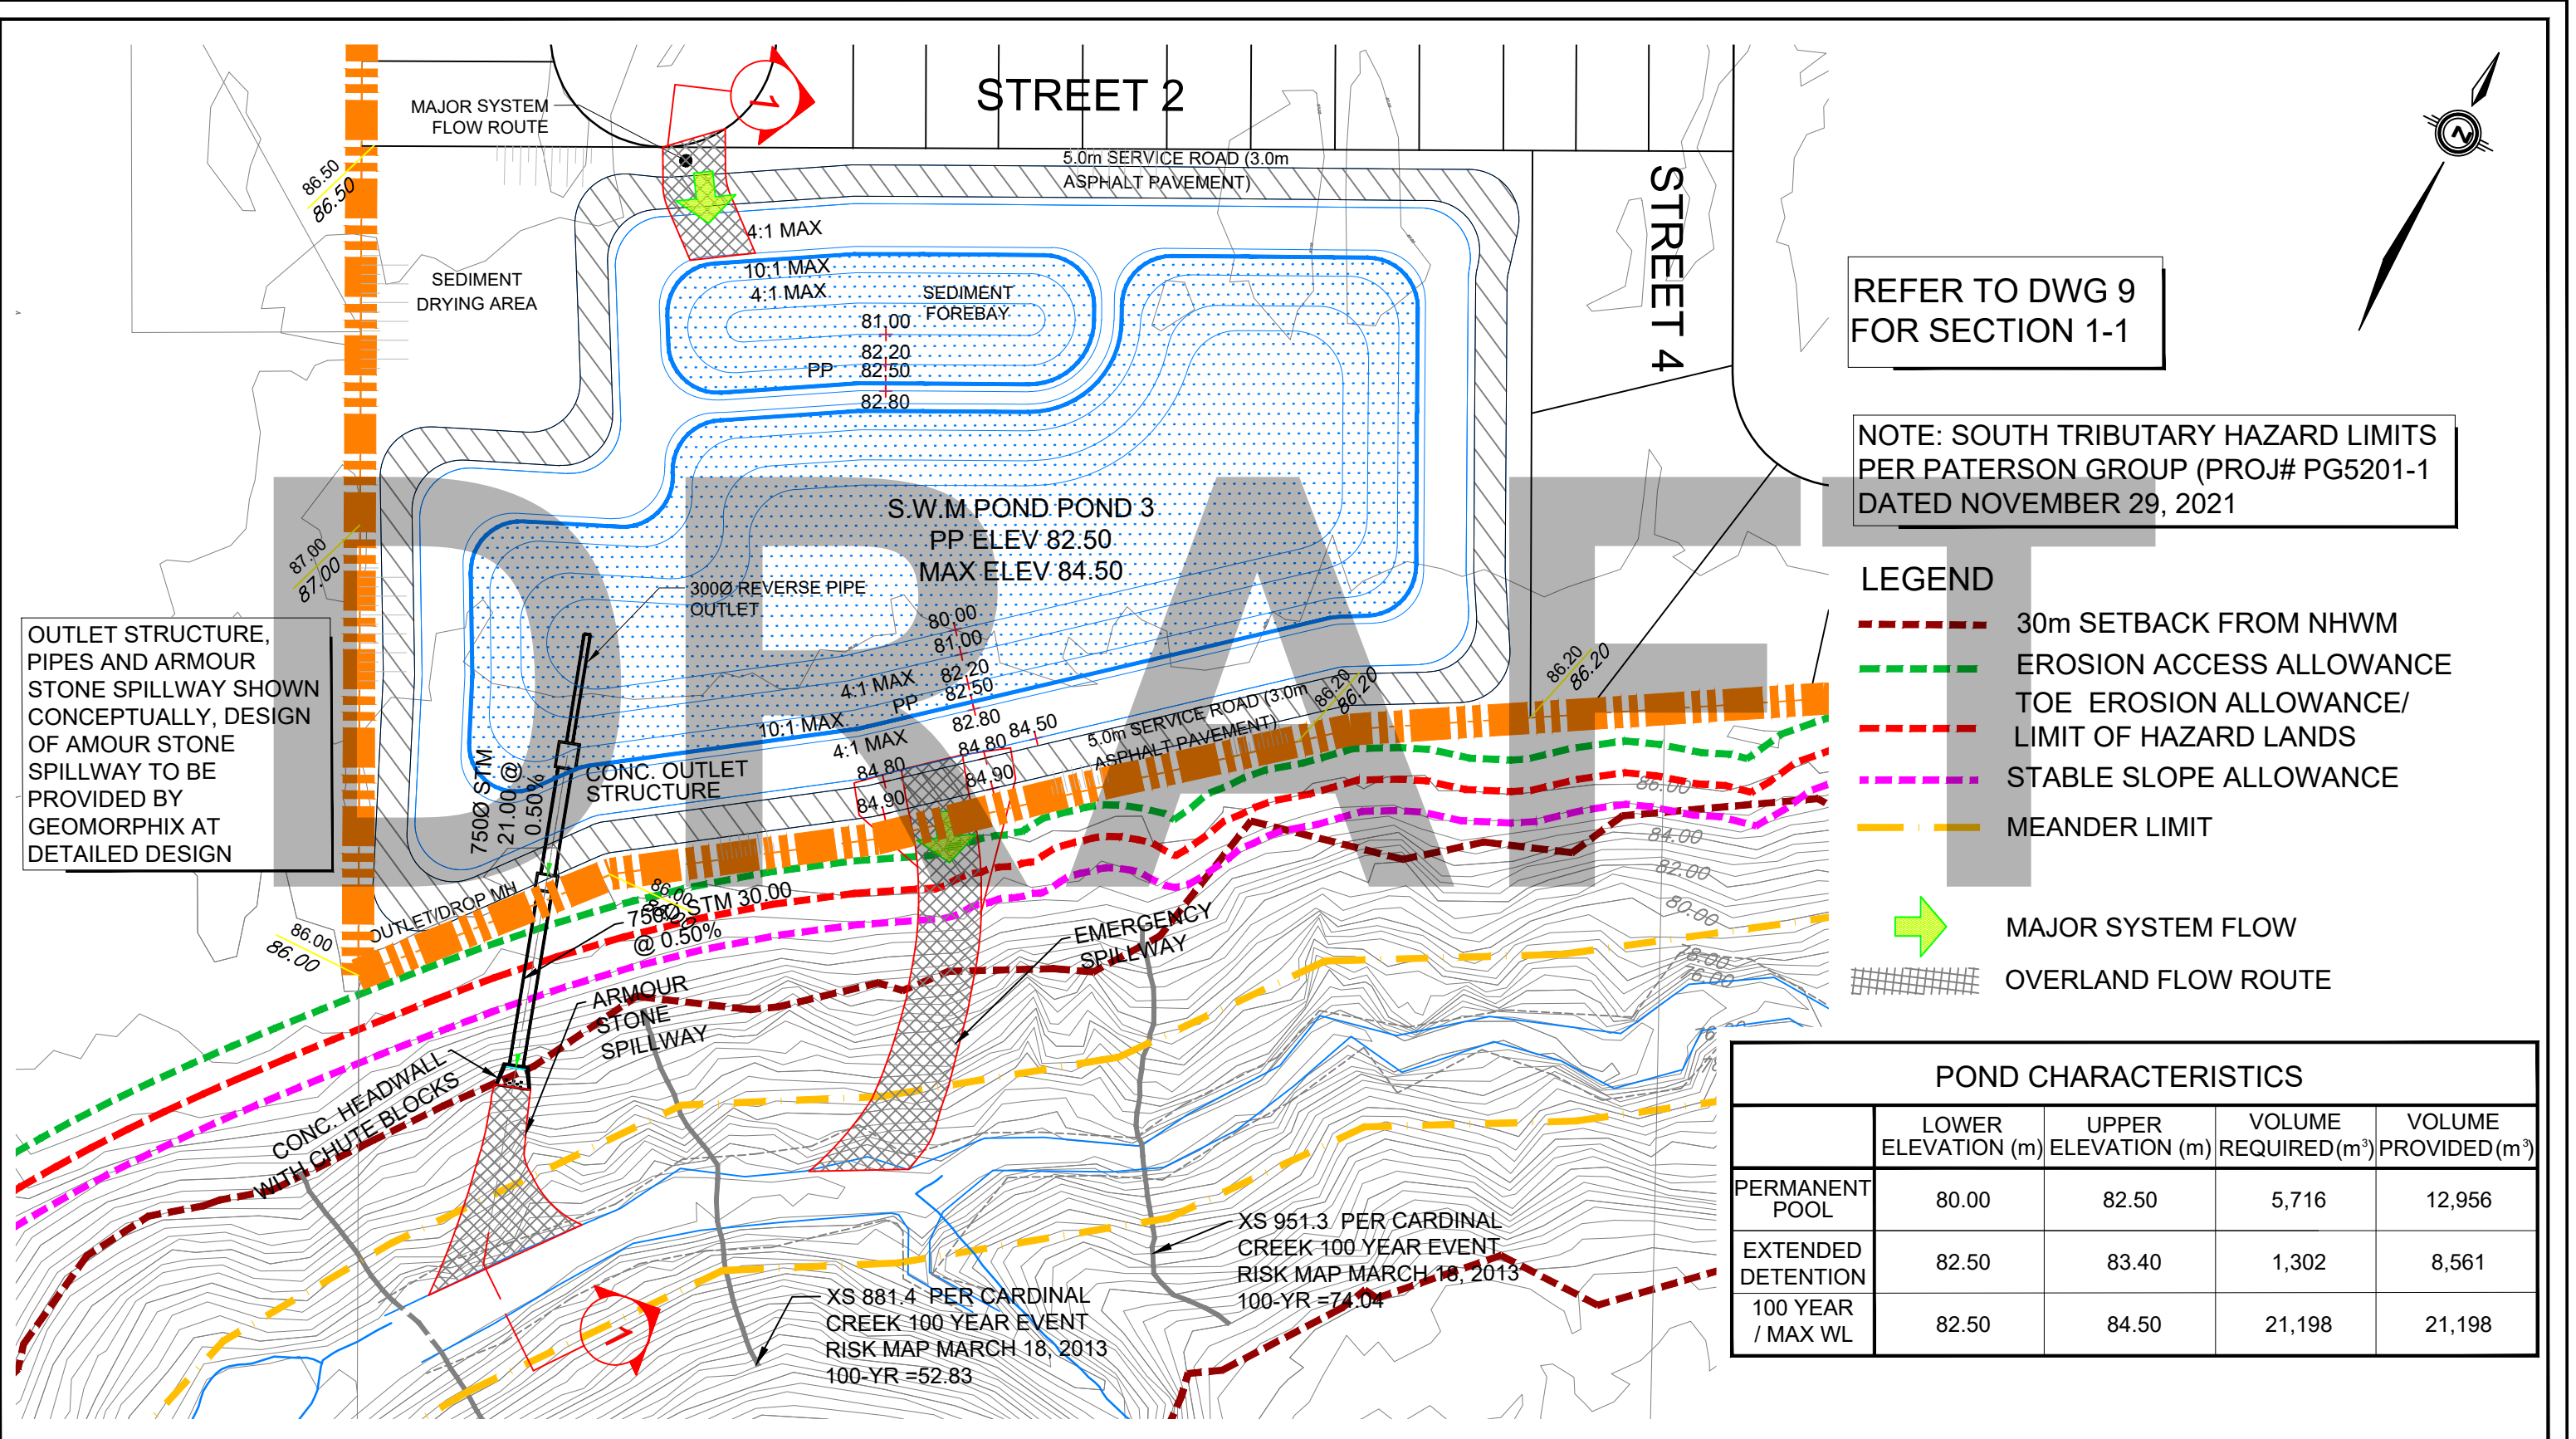 STREET 2
MAJOR SYSTEM
FLOW ROUTE
1
5.0m SERVICE ROAD (3.0m
ASPHALT PAVEMENT)
STREET 4
N
86.50
86.50
4:1 MAX
10:1 MAX
4:1 MAX
SEDIMENT
DRYING AREA
SEDIMENT
FOREBAY
81.00
82.20
PP 82.50
82.80
REFER TO DWG 9
FOR SECTION 1-1
NOTE: SOUTH TRIBUTARY HAZARD LIMITS
PER PATERSON GROUP (PROJ# PG5201-1
DATED NOVEMBER 29, 2021
DRAFT
S.W.M POND POND 3
PP ELEV 82.50
MAX ELEV 84.50
87.00
87.00
300Ø REVERSE PIPE
OUTLET
80.00
81.00
82.20
4:1 MAX
82.50
PP
82.80
10:1 MAX
4:1 MAX
84.50
84.80
84.80
84.90
84.90
5.0m SERVICE ROAD (3.0m
ASPHALT PAVEMENT)
86.20
86.20
86.20
86.20
OUTLET STRUCTURE,
PIPES AND ARMOUR
STONE SPILLWAY SHOWN
CONCEPTUALLY, DESIGN
OF AMOUR STONE
SPILLWAY TO BE
PROVIDED BY
GEOMORPHIX AT
DETAILED DESIGN
750Ø STM
21.00 @
0.50%
CONC. OUTLET
STRUCTURE
OUTLET/DROP MH
86.00
86.00
86.00
86.00
750Ø STM 30.00
@ 0.50%
ARMOUR
STONE
SPILLWAY
EMERGENCY
SPILLWAY
CONC. HEADWALL
WITH CHUTE BLOCKS
86.00
84.00
82.00
80.00
78.00
76.00
LEGEND
30m SETBACK FROM NHWM
EROSION ACCESS ALLOWANCE
TOE EROSION ALLOWANCE/
LIMIT OF HAZARD LANDS
STABLE SLOPE ALLOWANCE
MEANDER LIMIT
MAJOR SYSTEM FLOW
OVERLAND FLOW ROUTE
XS 951.3 PER CARDINAL
CREEK 100 YEAR EVENT
RISK MAP MARCH 18, 2013
100-YR =74.04
XS 881.4 PER CARDINAL
CREEK 100 YEAR EVENT
RISK MAP MARCH 18, 2013
100-YR =52.83
1
POND CHARACTERISTICS
LOWER ELEVATION (m) UPPER ELEVATION (m) VOLUME REQUIRED (m³) VOLUME PROVIDED (m³)
PERMANENT POOL 80.00 82.50 5,716 12,956
EXTENDED DETENTION 82.50 83.40 1,302 8,561
100 YEAR / MAX WL 82.50 84.50 21,198 21,198